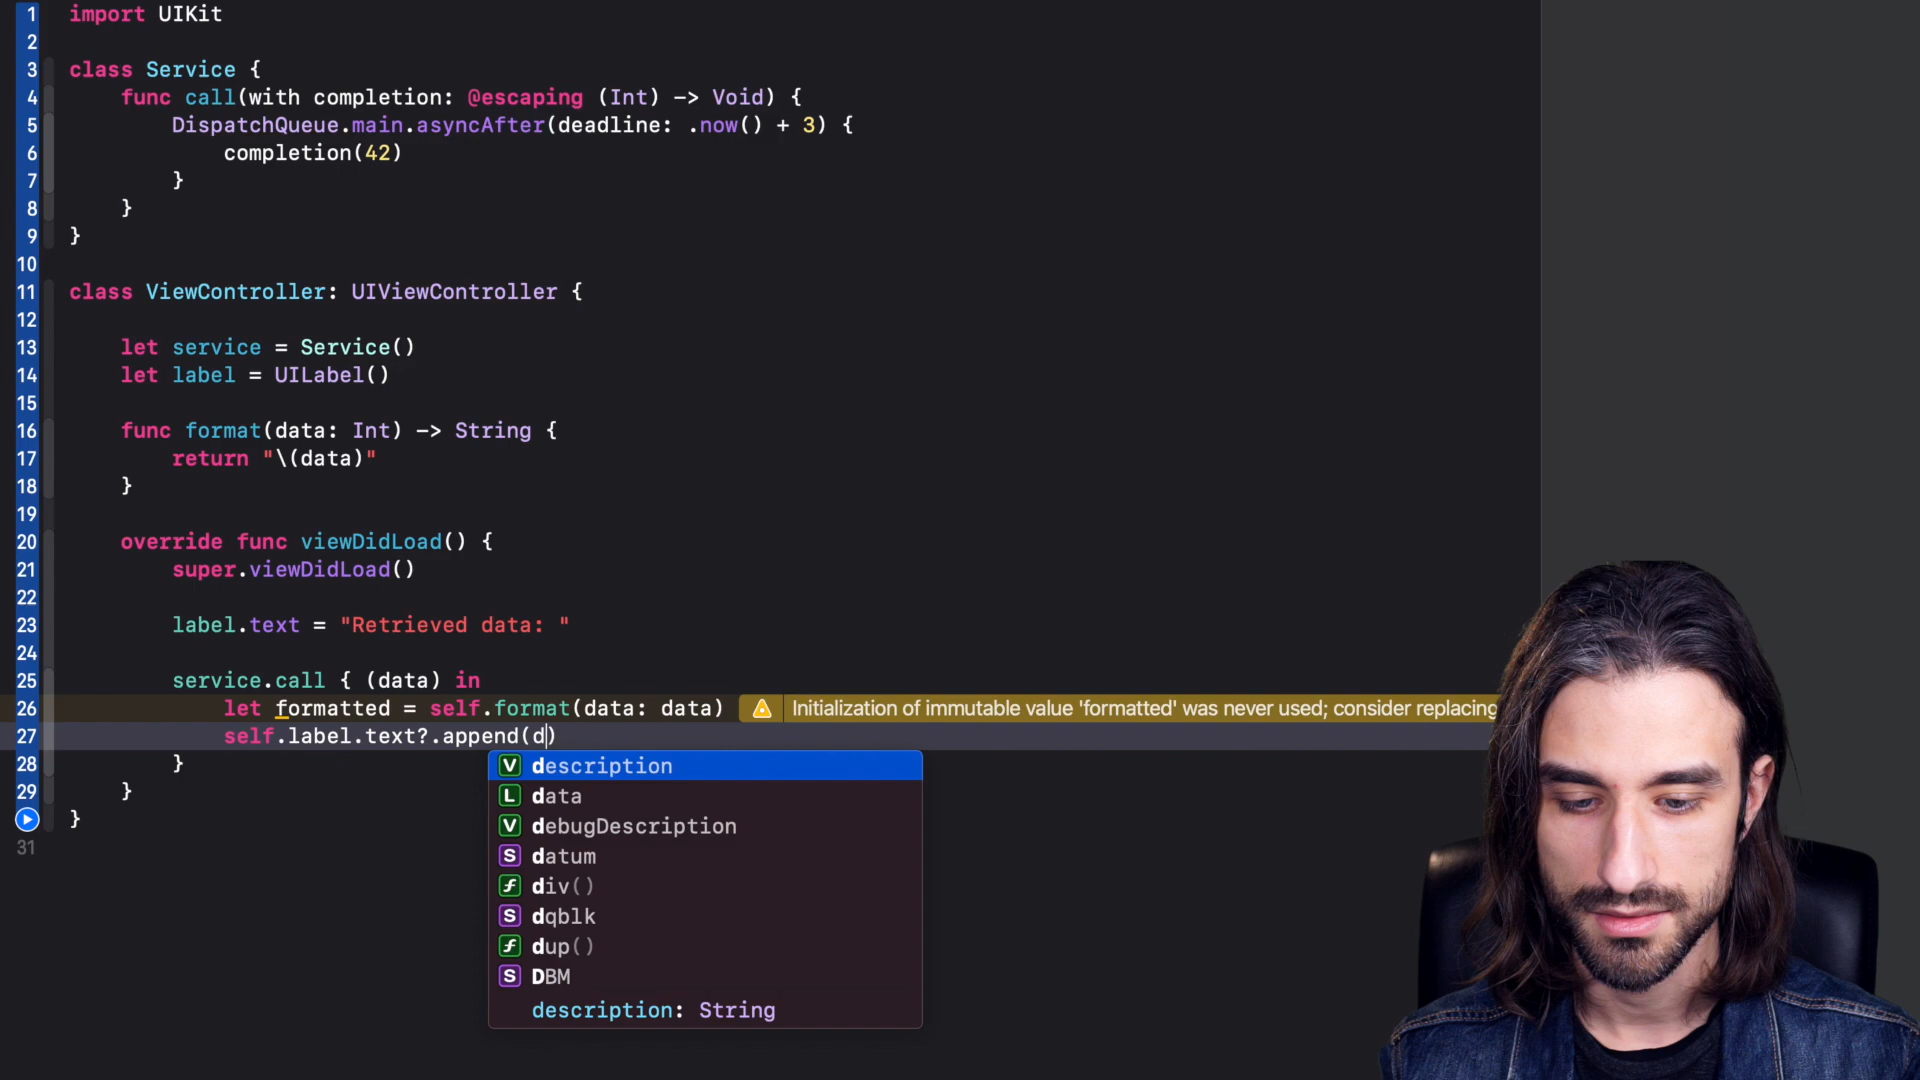 1 import UIKit
2
3 class Service {
4 func call(with completion: @escaping (Int) -> Void) {
5 DispatchQueue.main.asyncAfter(deadline: .now() + 3) {
6 completion(42)
7 }
8 }
9 }
10
11 class ViewController: UIViewController {
12
13 let service = Service()
14 let label = UILabel()
15
16 func format(data: Int) -> String {
17 return "\(data)"
18 }
19
20 override func viewDidLoad() {
21 super.viewDidLoad()
22
23 label.text = "Retrieved data: "
24
25 service.call { (data) in
26 let formatted = self.format(data: data) Initialization of immutable value 'formatted' was never used; consider replacing
27 self.label.text?.append(d)
28 }
29 }
}
31
V description
L data
V debugDescription
S datum
f div()
S dqblk
f dup()
S DBM
description: String